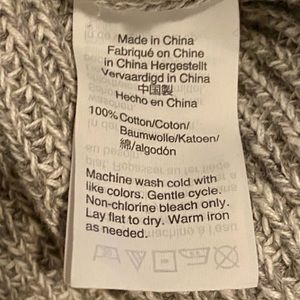 Made in China
Fabriqué en Chine
in China Hergestellt
Vervaardigd in China
中国製
Hecho en China
100% Cotton/Coton/
Baumwolle/Katoen/
綿/algodón
Machine wash cold with
like colors. Gentle cycle.
Non-chlorine bleach only.
Lay flat to dry. Warm iron
as needed.